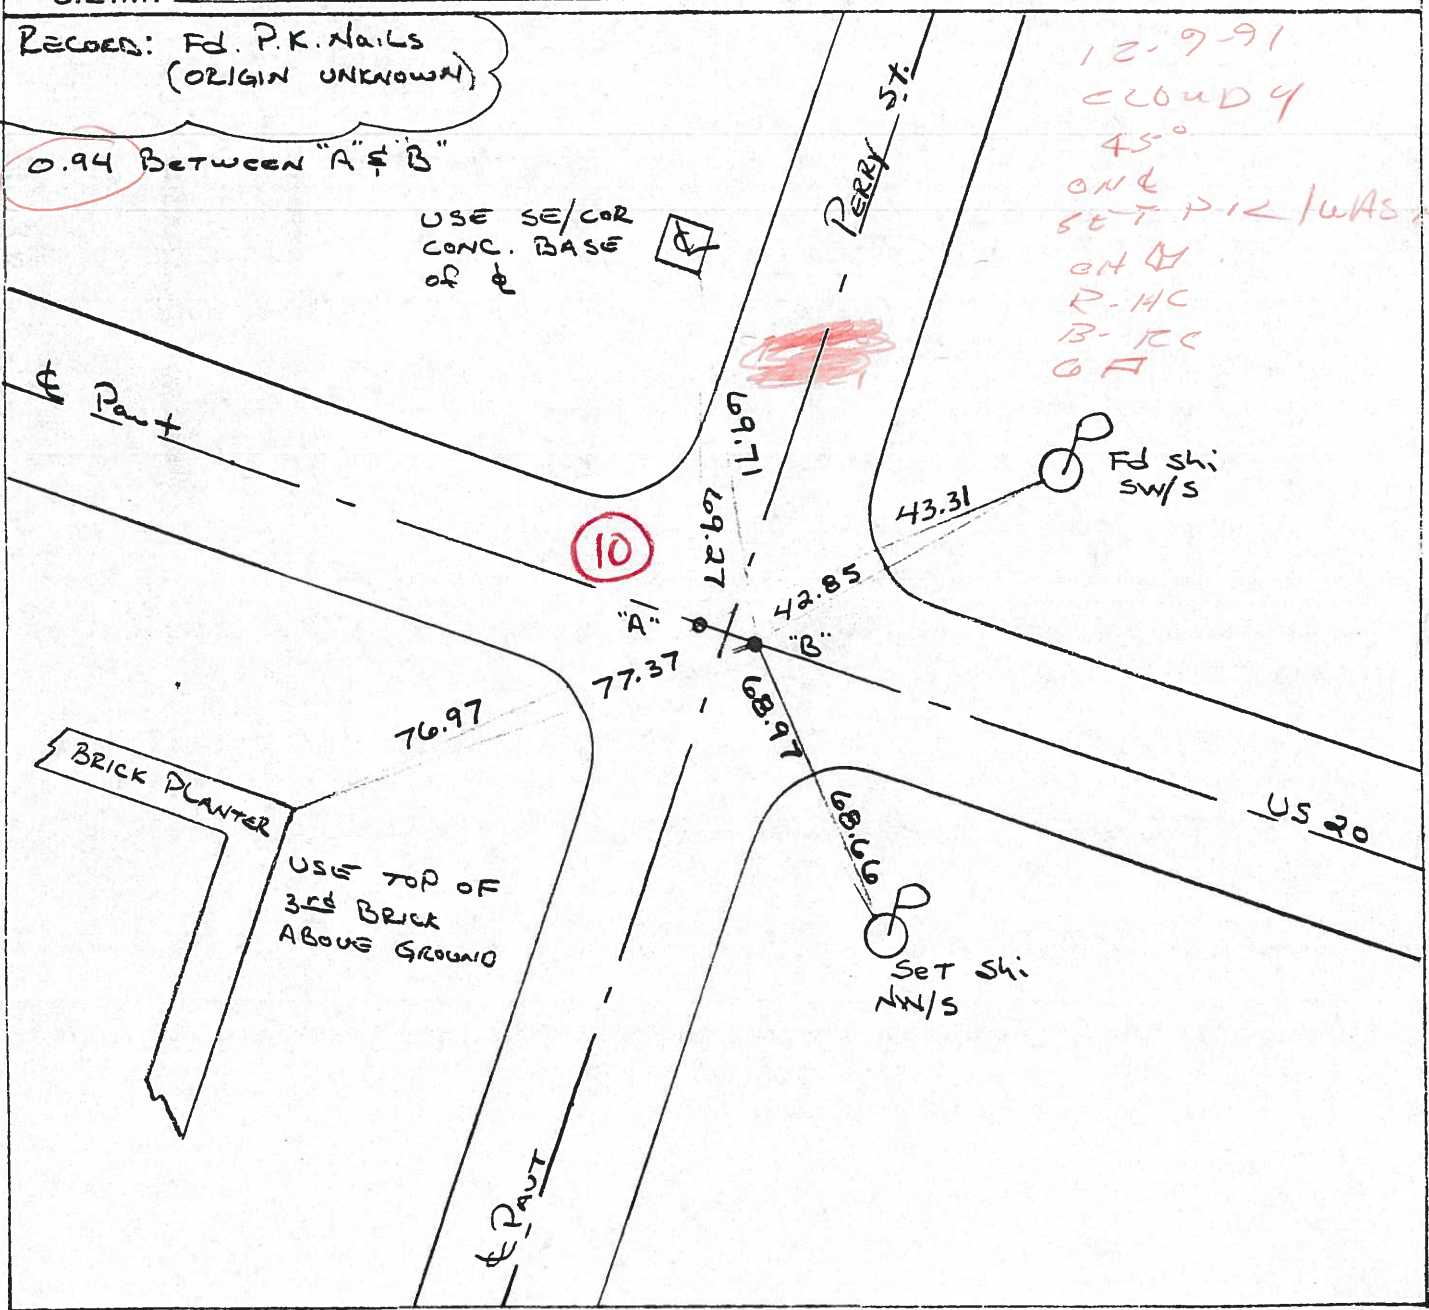 RECORD: Fd. P.K. Nails
(ORIGIN UNKNOWN)
0.94 BETWEEN "A" & "B"
12-9-91
CLOUDY
45°
ON ℄
SET PK/WAS
R-HC
B-RC
USE SE/COR
CONC. BASE
of
PERRY ST.
℄ Pavt
69.71
69.27
Fd Shi
SW/S
43.31
42.85
10
"A"
"B"
77.37
76.97
68.97
68.66
BRICK PLANTER
USE TOP OF
3rd BRICK
ABOVE GROUND
US 20
SET Shi
NW/S
℄ PAVT